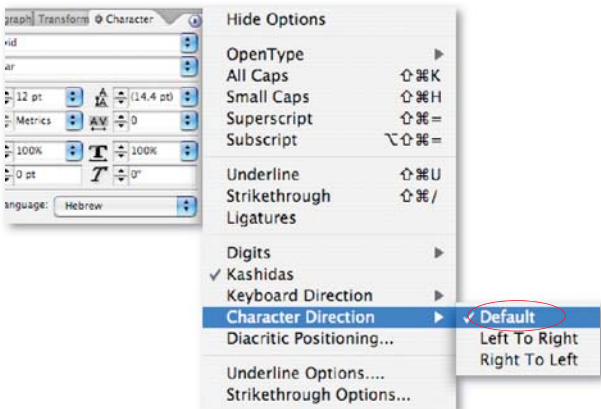 graph Transform Character
vid
ar
12 pt (14.4 pt)
Metrics 0
100% 100%
0 pt 0°
anguage: Hebrew
Hide Options
OpenType
All Caps ⇧⌘K
Small Caps ⇧⌘H
Superscript ⇧⌘=
Subscript ⌥⇧⌘=
Underline ⇧⌘U
Strikethrough ⇧⌘/
Ligatures
Digits
✓ Kashidas
Keyboard Direction
Character Direction
Diacritic Positioning...
Underline Options....
Strikethrough Options...
✓ Default
Left To Right
Right To Left